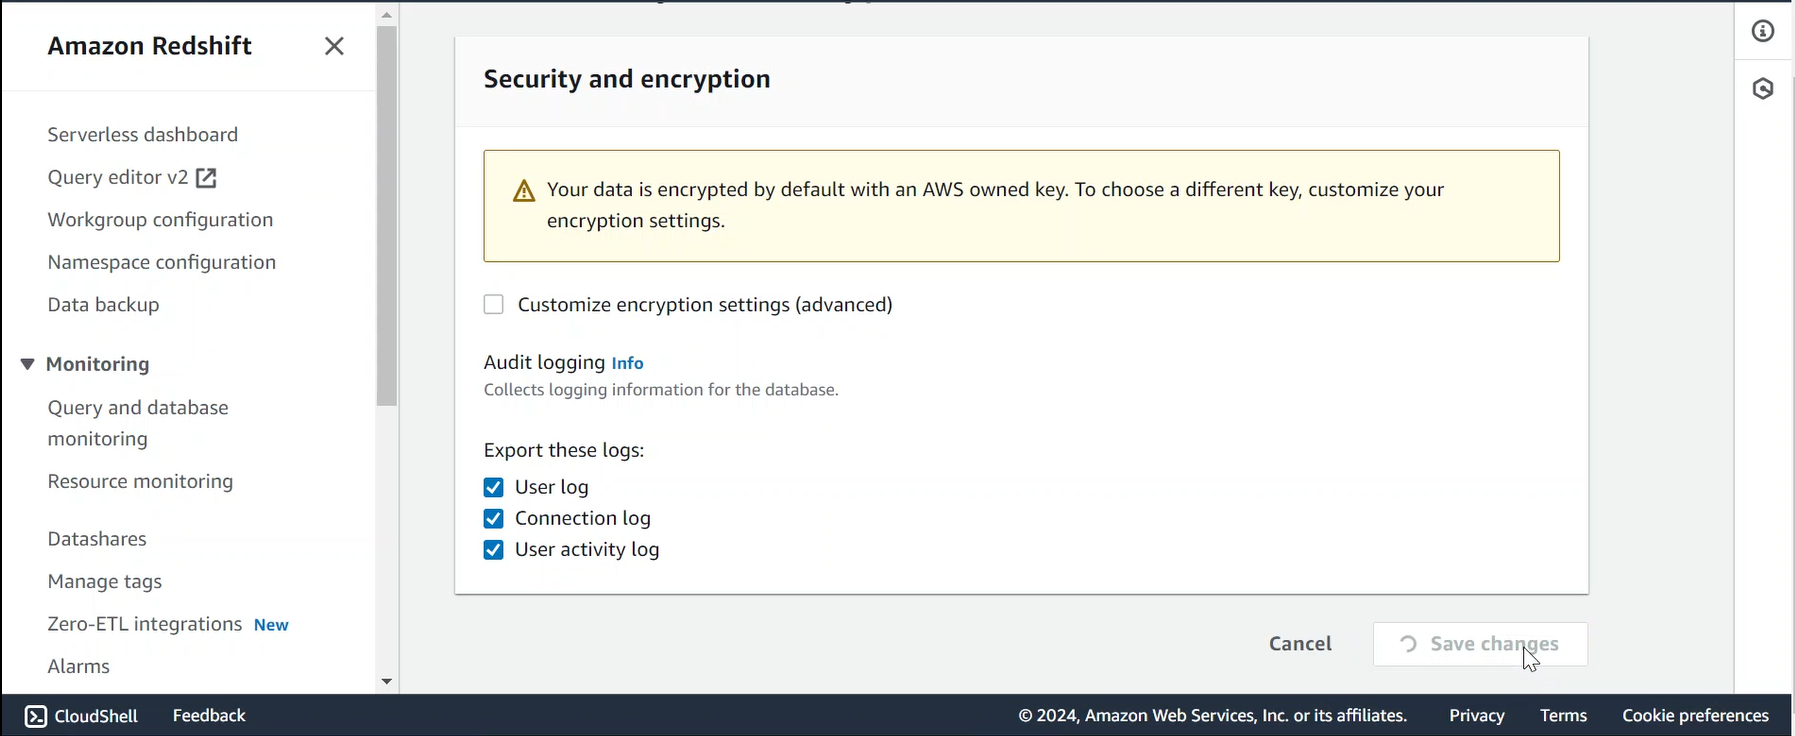 Amazon Redshift
Serverless dashboard
Query editor v2
Workgroup configuration
Namespace configuration
Data backup
Monitoring
Query and database
monitoring
Resource monitoring
Datashares
Manage tags
Zero-ETL integrations New
Alarms
Security and encryption
Your data is encrypted by default with an AWS owned key. To choose a different key, customize your
encryption settings.
Customize encryption settings (advanced)
Audit logging Info
Collects logging information for the database.
Export these logs:
User log
Connection log
User activity log
Cancel
Save changes
CloudShell
Feedback
© 2024, Amazon Web Services, Inc. or its affiliates.
Privacy
Terms
Cookie preferences